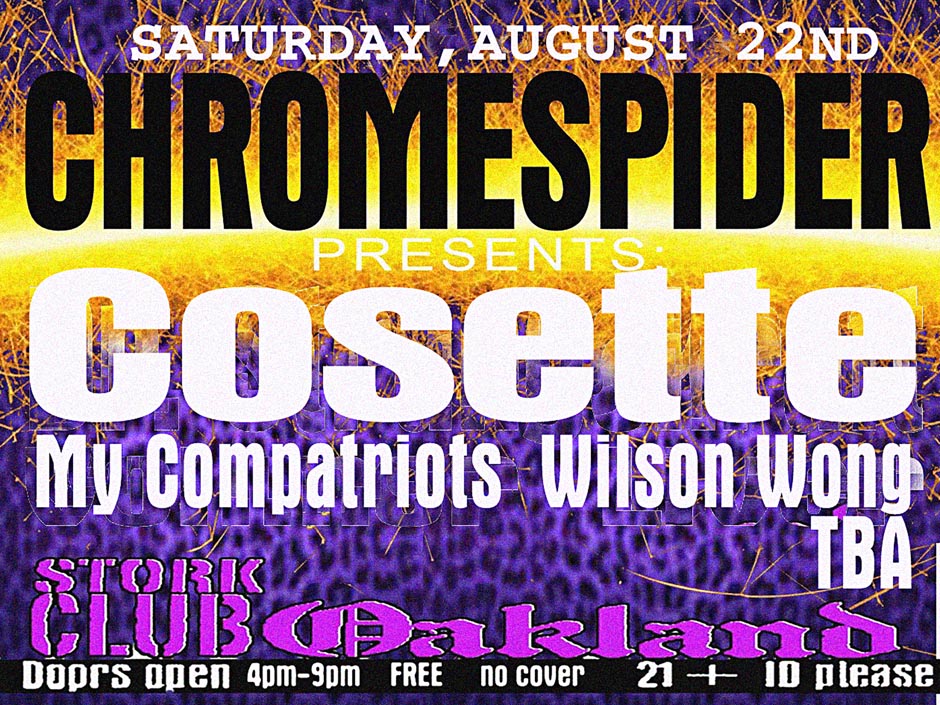 SATURDAY, AUGUST 22ND
CHROMESPIDER
PRESENTS:
Cosette
My Compatriots Wilson Wong
TBA
STORK
CLUB Oakland
Doors open 4pm-9pm FREE no cover 21+ ID please